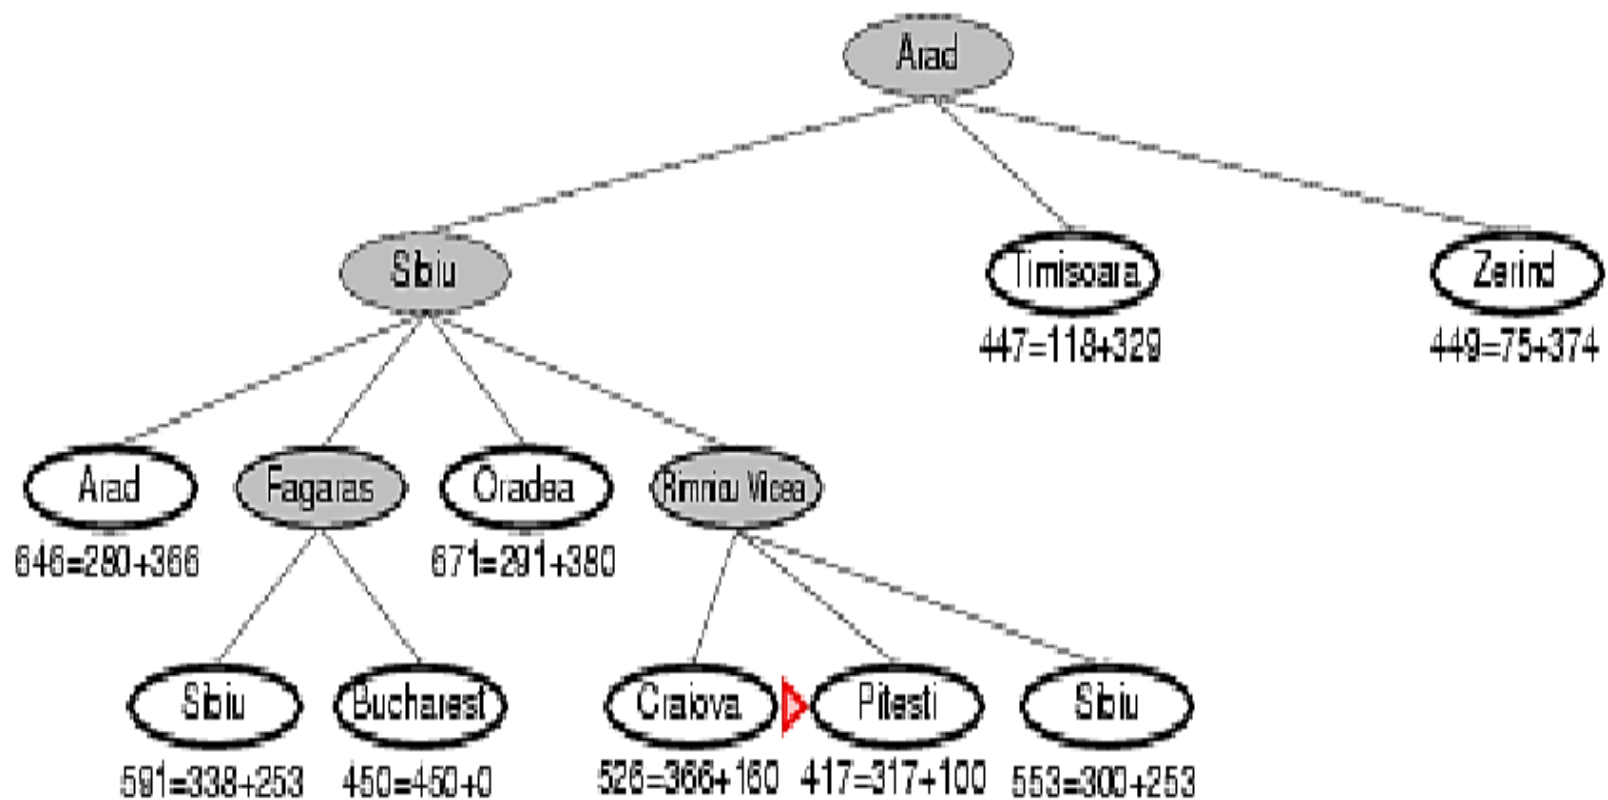 Arad
Sibiu
Timisoara
Zerind
447=118+329
449=75+374
Arad
Fagaras
Oradea
Rimnicu Vilcea
646=280+366
671=291+380
Sibiu
Bucharest
Craiova
Pitesti
Sibiu
591=338+253
450=450+0
526=366+160
417=317+100
553=300+253